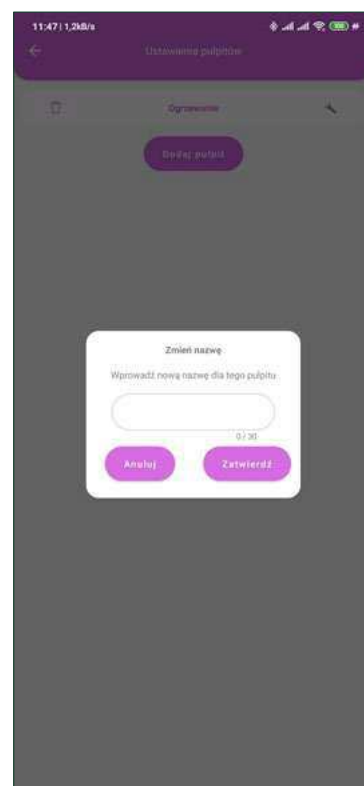 11:47 | 1,2kB/s
Ustawienia pulpitów
Ogrzewanie
Dodaj pulpit
Zmień nazwę
Wprowadź nową nazwę dla tego pulpitu
0 / 30
Anuluj Zatwierdź